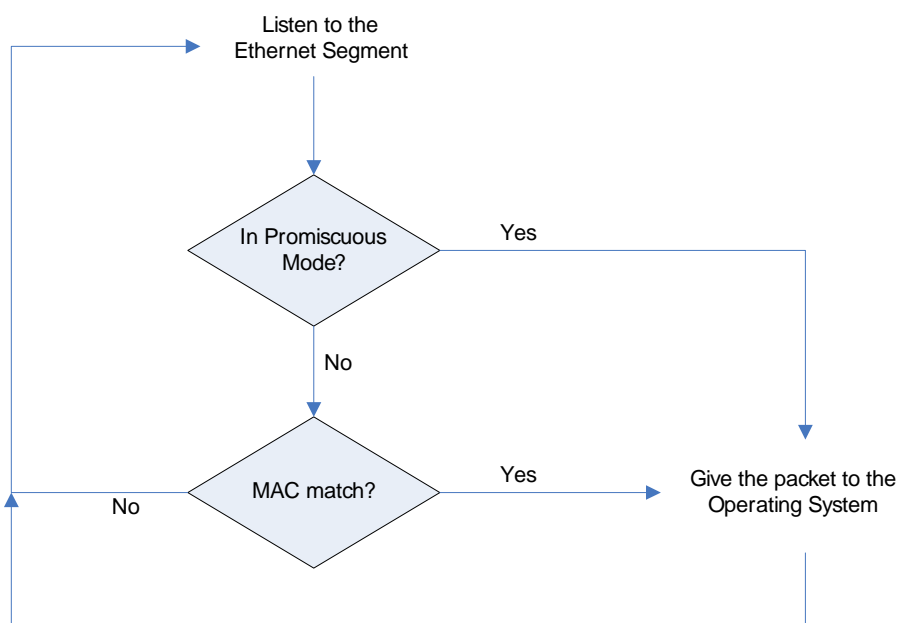 Listen to the
Ethernet Segment
In Promiscuous
Mode?
Yes
No
MAC match?
Yes
No
Give the packet to the
Operating System